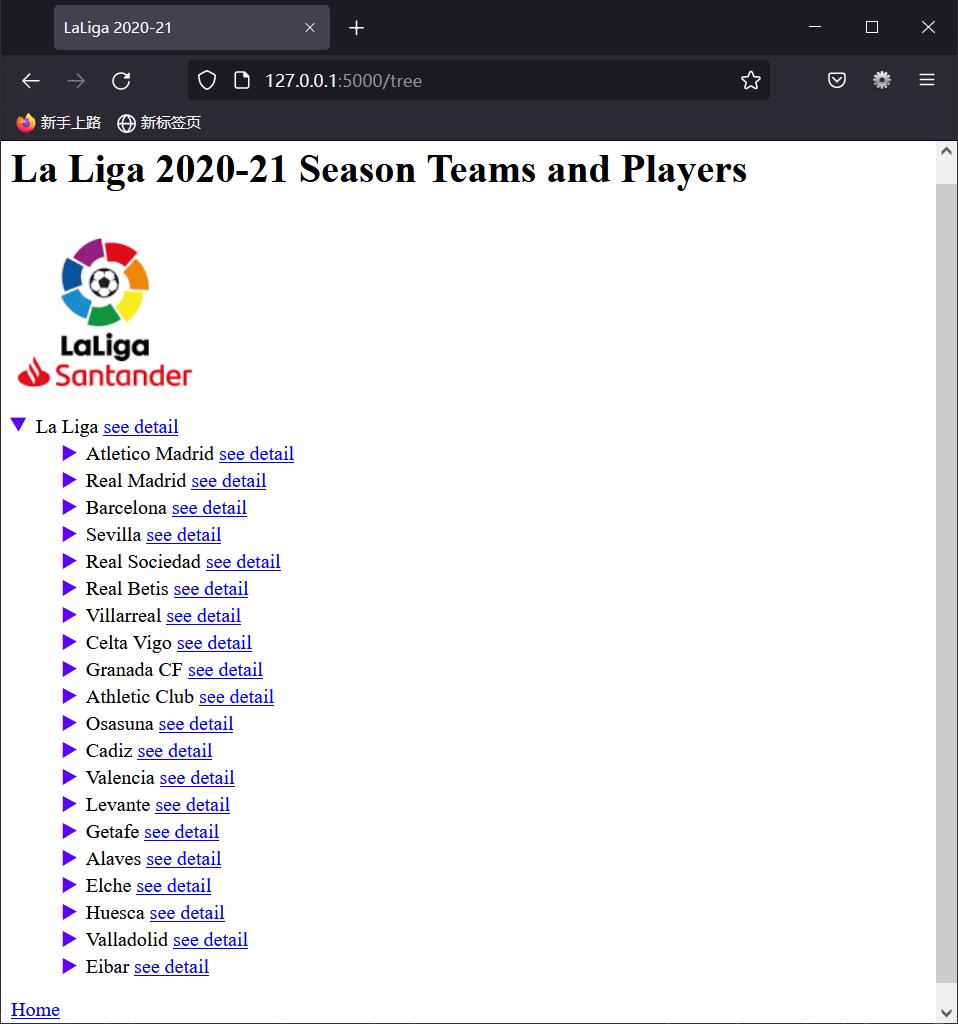 LaLiga 2020-21
127.0.0.1:5000/tree
新手上路 新标签页
La Liga 2020-21 Season Teams and Players
LaLiga
Santander
La Liga see detail
Atletico Madrid see detail
Real Madrid see detail
Barcelona see detail
Sevilla see detail
Real Sociedad see detail
Real Betis see detail
Villarreal see detail
Celta Vigo see detail
Granada CF see detail
Athletic Club see detail
Osasuna see detail
Cadiz see detail
Valencia see detail
Levante see detail
Getafe see detail
Alaves see detail
Elche see detail
Huesca see detail
Valladolid see detail
Eibar see detail
Home